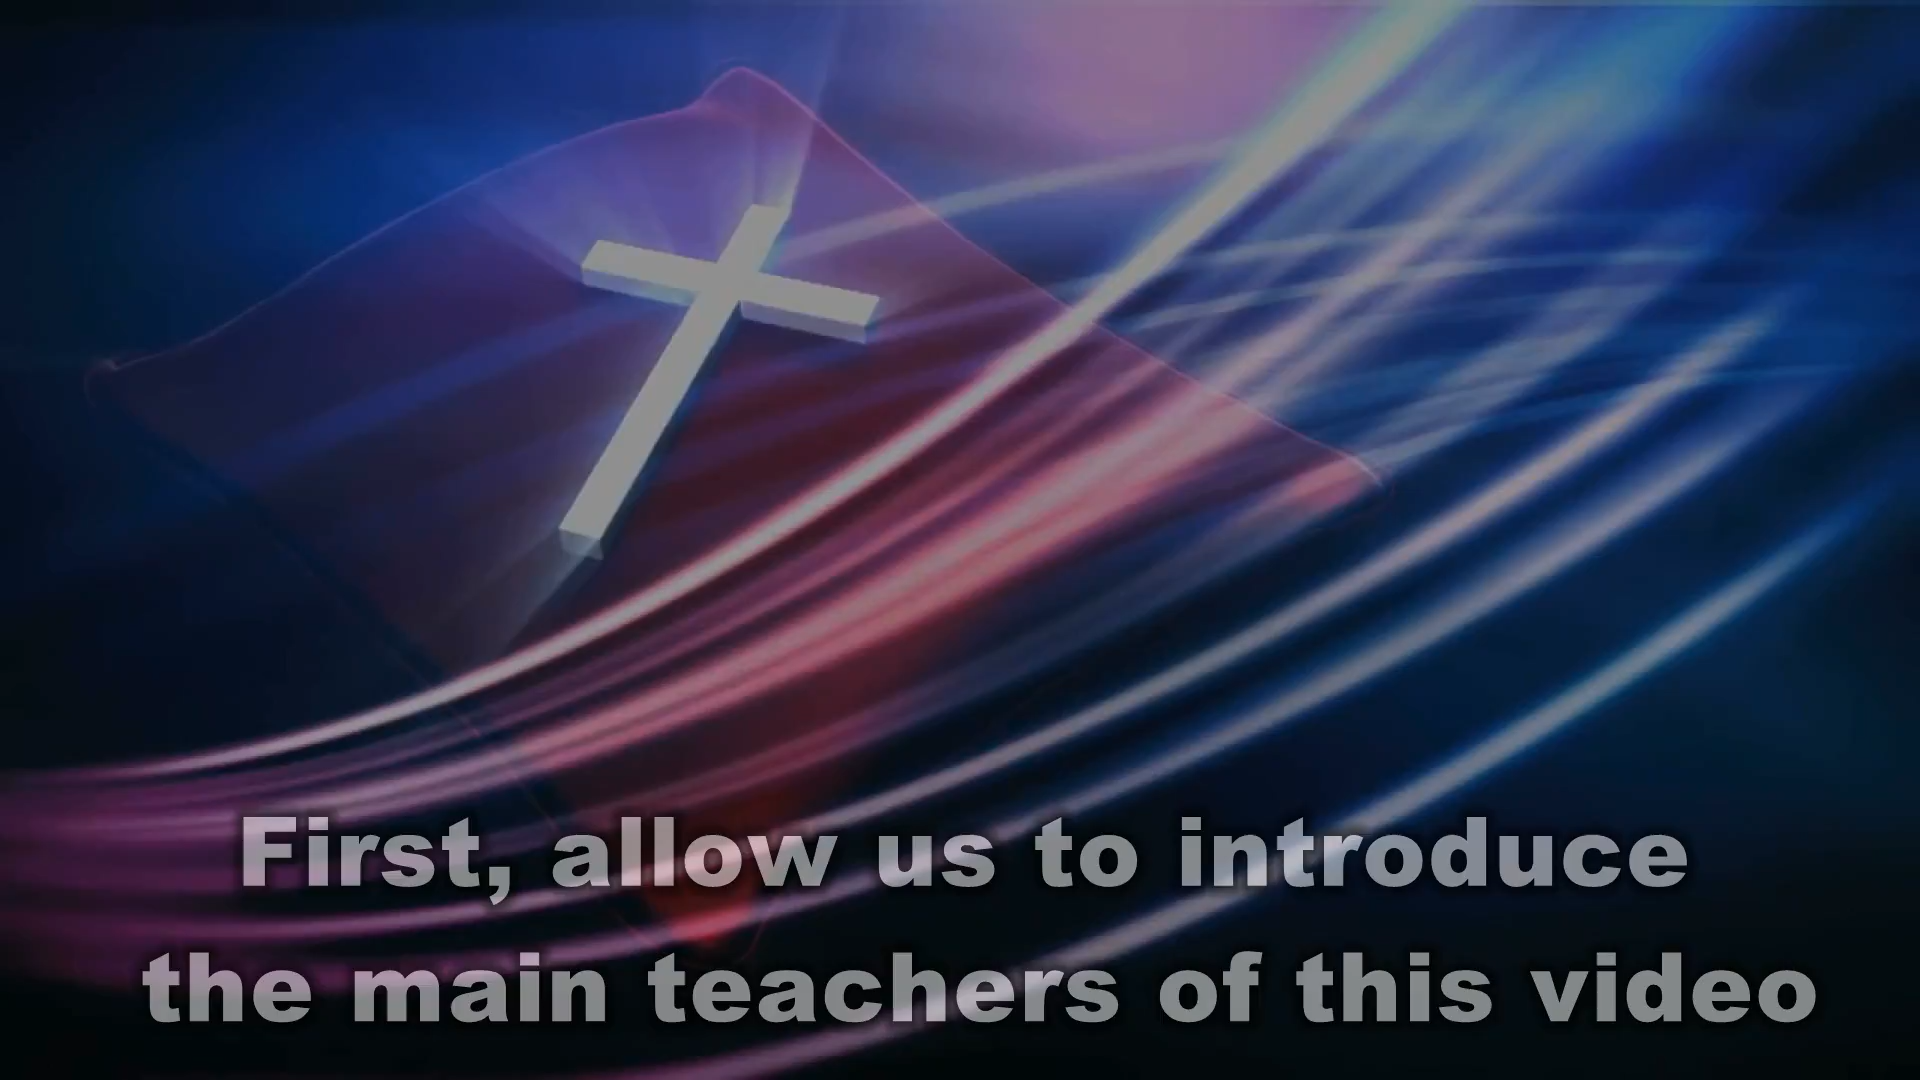 First, allow us to introduce
the main teachers of this video